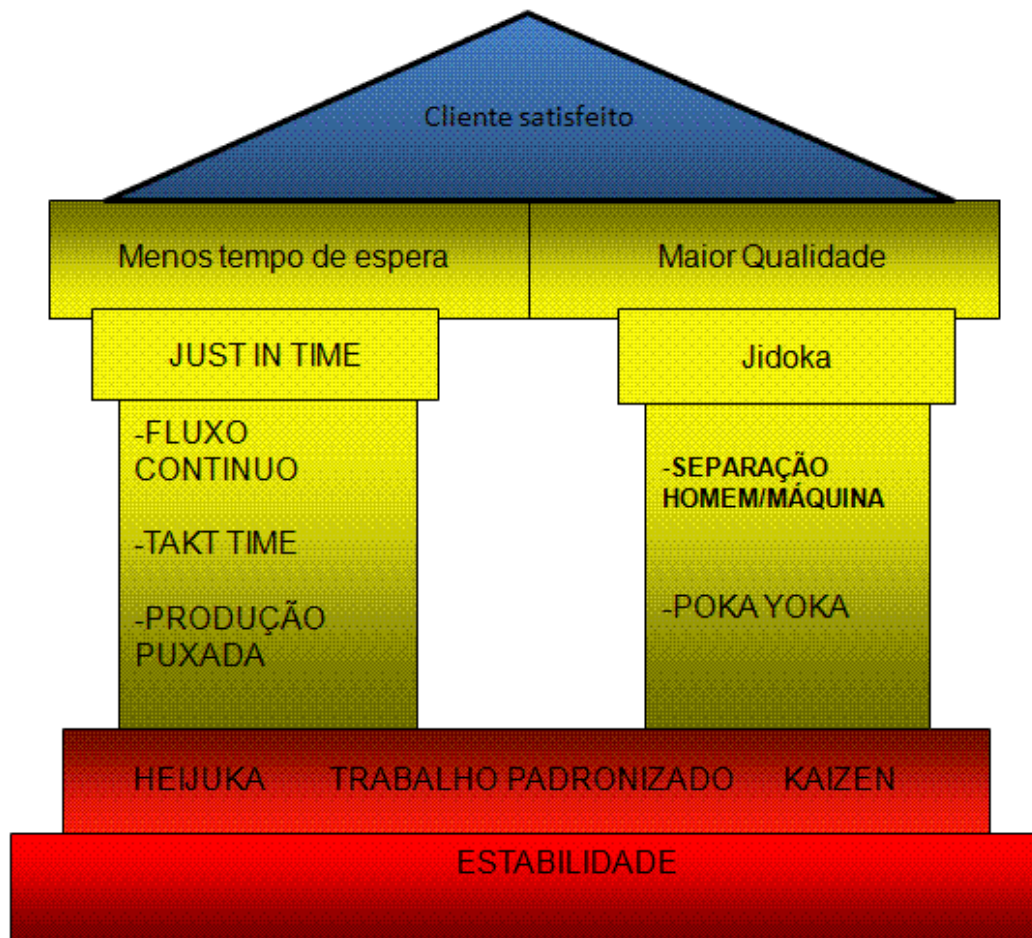 Cliente satisfeito
Menos tempo de espera
Maior Qualidade
JUST IN TIME
Jidoka
-FLUXO
CONTINUO
-TAKT TIME
-PRODUÇÃO
PUXADA
-SEPARAÇÃO
HOMEM/MÁQUINA
-POKA YOKA
HEIJUKA TRABALHO PADRONIZADO KAIZEN
ESTABILIDADE